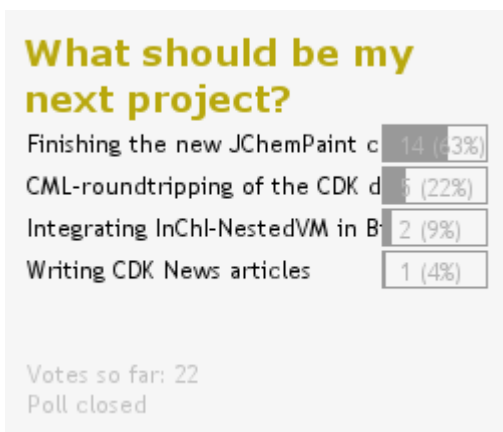 What should be my
next project?
Finishing the new JChemPaint c 14 (63%)
CML-roundtripping of the CDK d 5 (22%)
Integrating InChI-NestedVM in B 2 (9%)
Writing CDK News articles 1 (4%)
Votes so far: 22
Poll closed